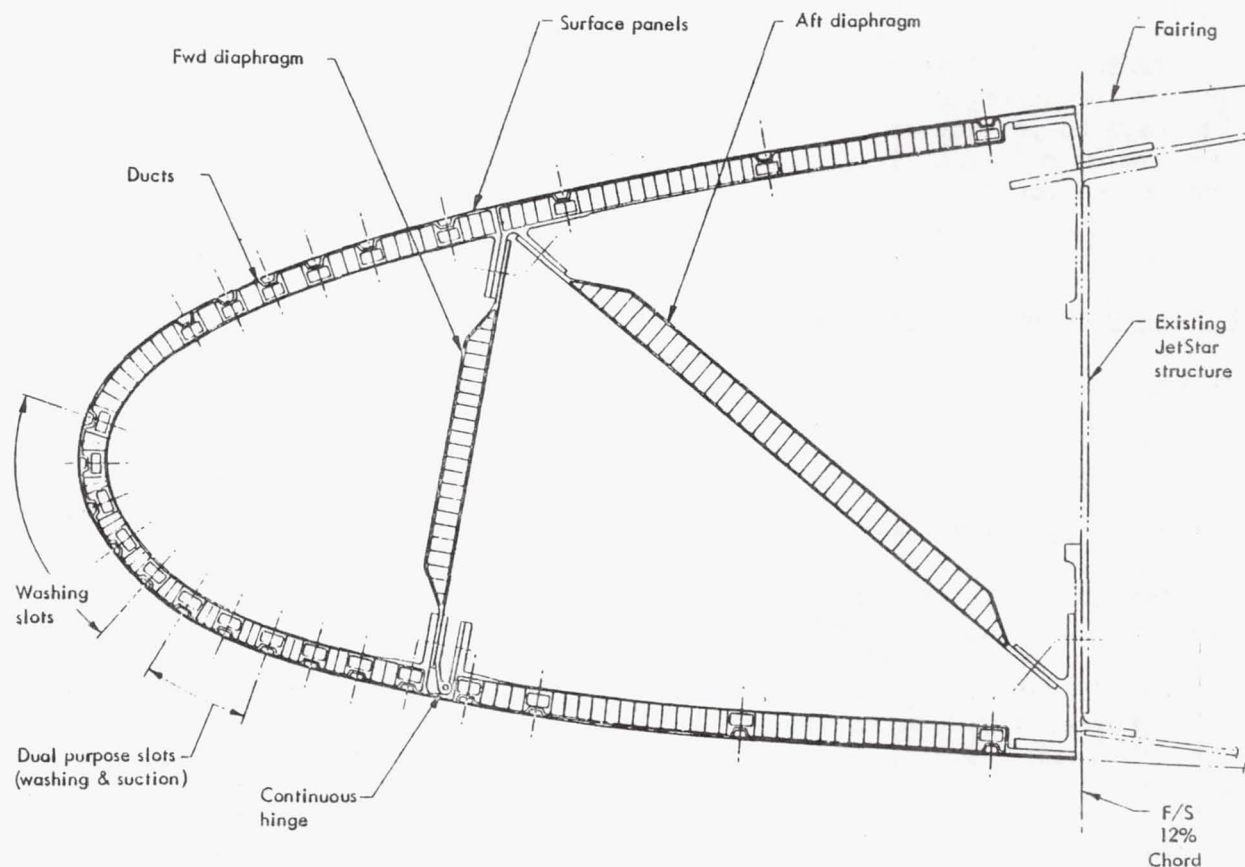 Surface panels
Aft diaphragm
Fairing
Fwd diaphragm
Ducts
Existing
JetStar
structure
Washing
slots
Dual purpose slots
(washing & suction)
Continuous
hinge
F/S
12%
Chord